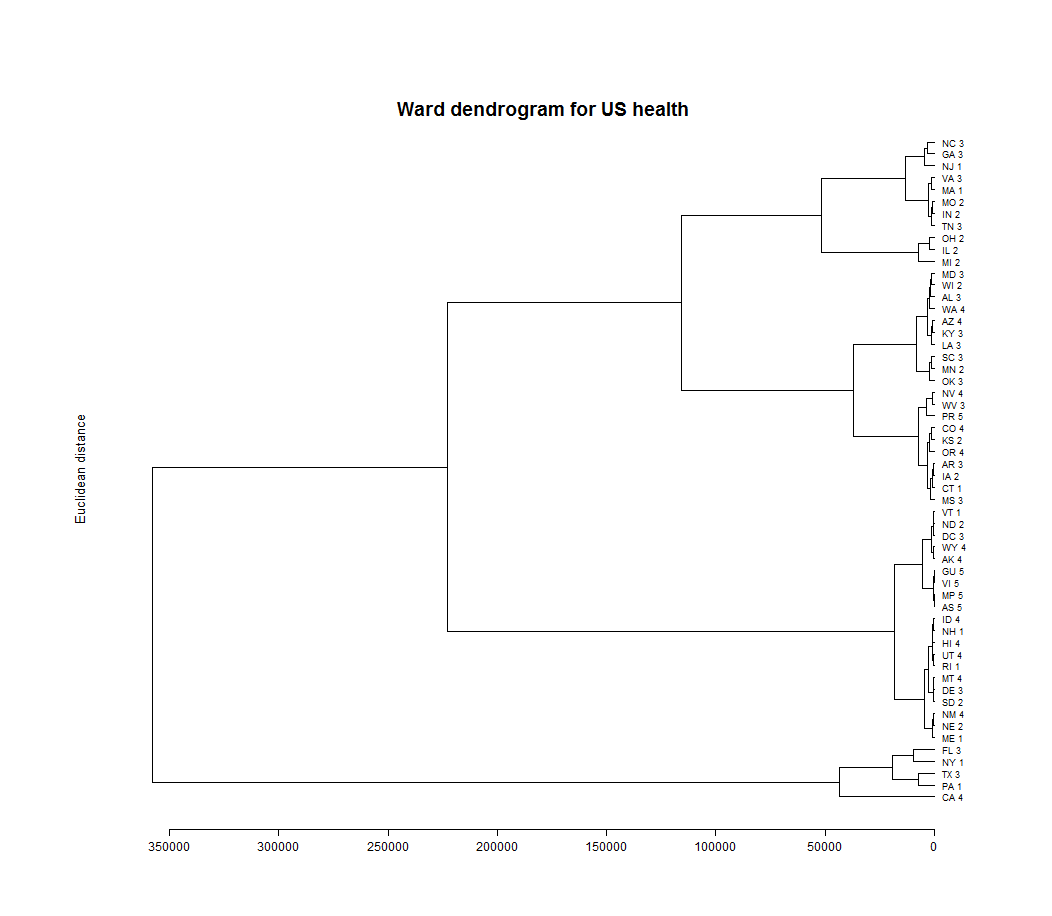 Ward dendrogram for US health
NC 3
GA 3
NJ 1
VA 3
MA 1
MO 2
IN 2
TN 3
OH 2
IL 2
MI 2
MD 3
WI 2
AL 3
WA 4
AZ 4
KY 3
LA 3
SC 3
MN 2
OK 3
NV 4
WV 3
PR 5
CO 4
KS 2
OR 4
AR 3
IA 2
CT 1
MS 3
VT 1
ND 2
DC 3
WY 4
AK 4
GU 5
VI 5
MP 5
AS 5
ID 4
NH 1
HI 4
UT 4
RI 1
MT 4
DE 3
SD 2
NM 4
NE 2
ME 1
FL 3
NY 1
TX 3
PA 1
CA 4
Euclidean distance
350000 300000 250000 200000 150000 100000 50000 0